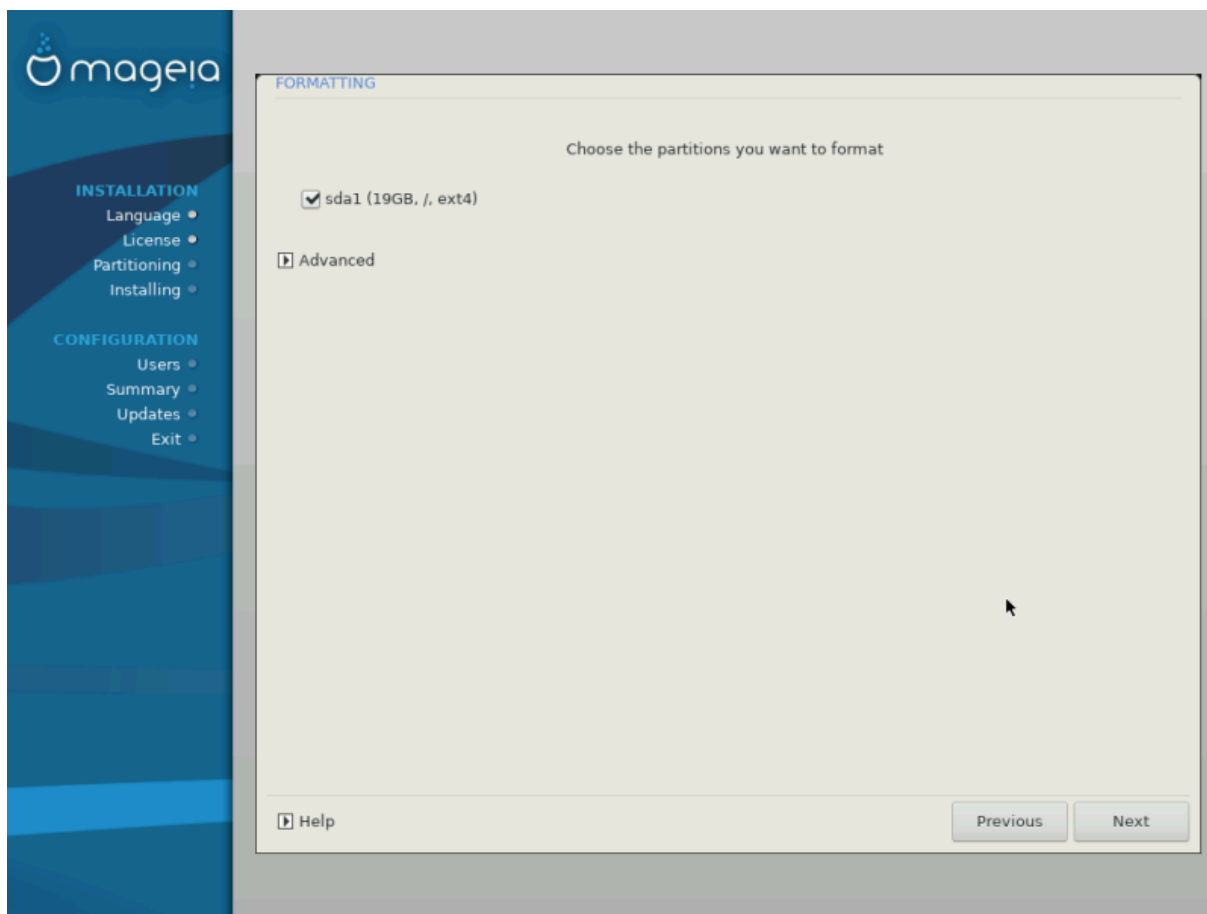 mageia
INSTALLATION
Language
License
Partitioning
Installing
CONFIGURATION
Users
Summary
Updates
Exit
FORMATTING
Choose the partitions you want to format
sda1 (19GB, /, ext4)
Advanced
Help
Previous
Next